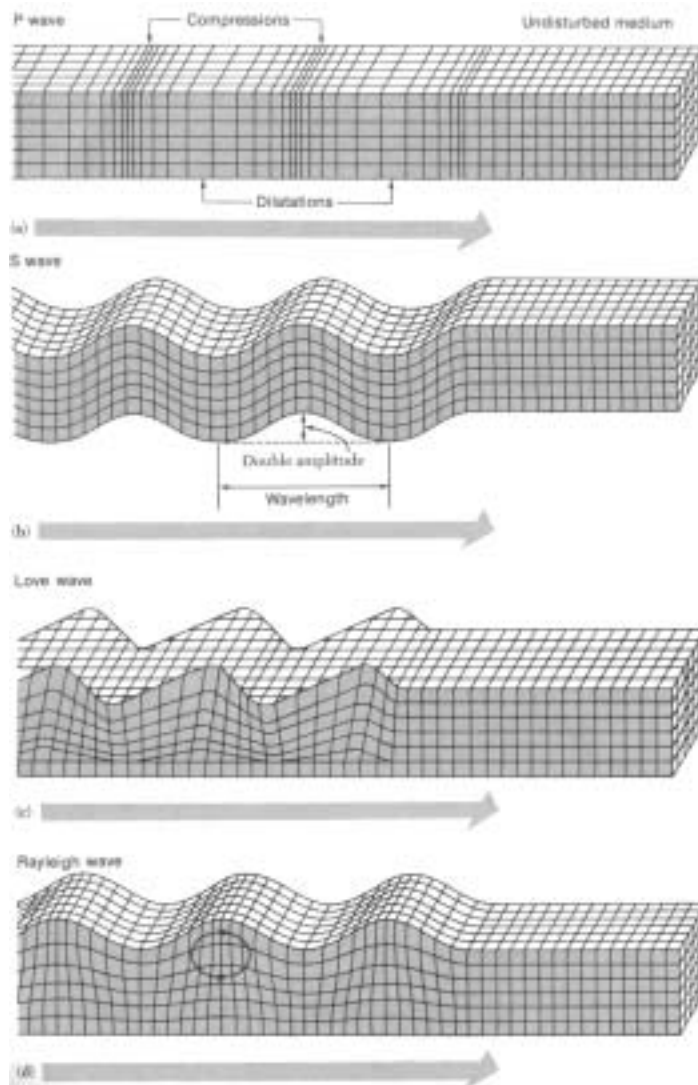 P wave
Compressions
Undisturbed medium
Dilatations
(a)
S wave
Double amplitude
Wavelength
(b)
Love wave
(c)
Rayleigh wave
(d)